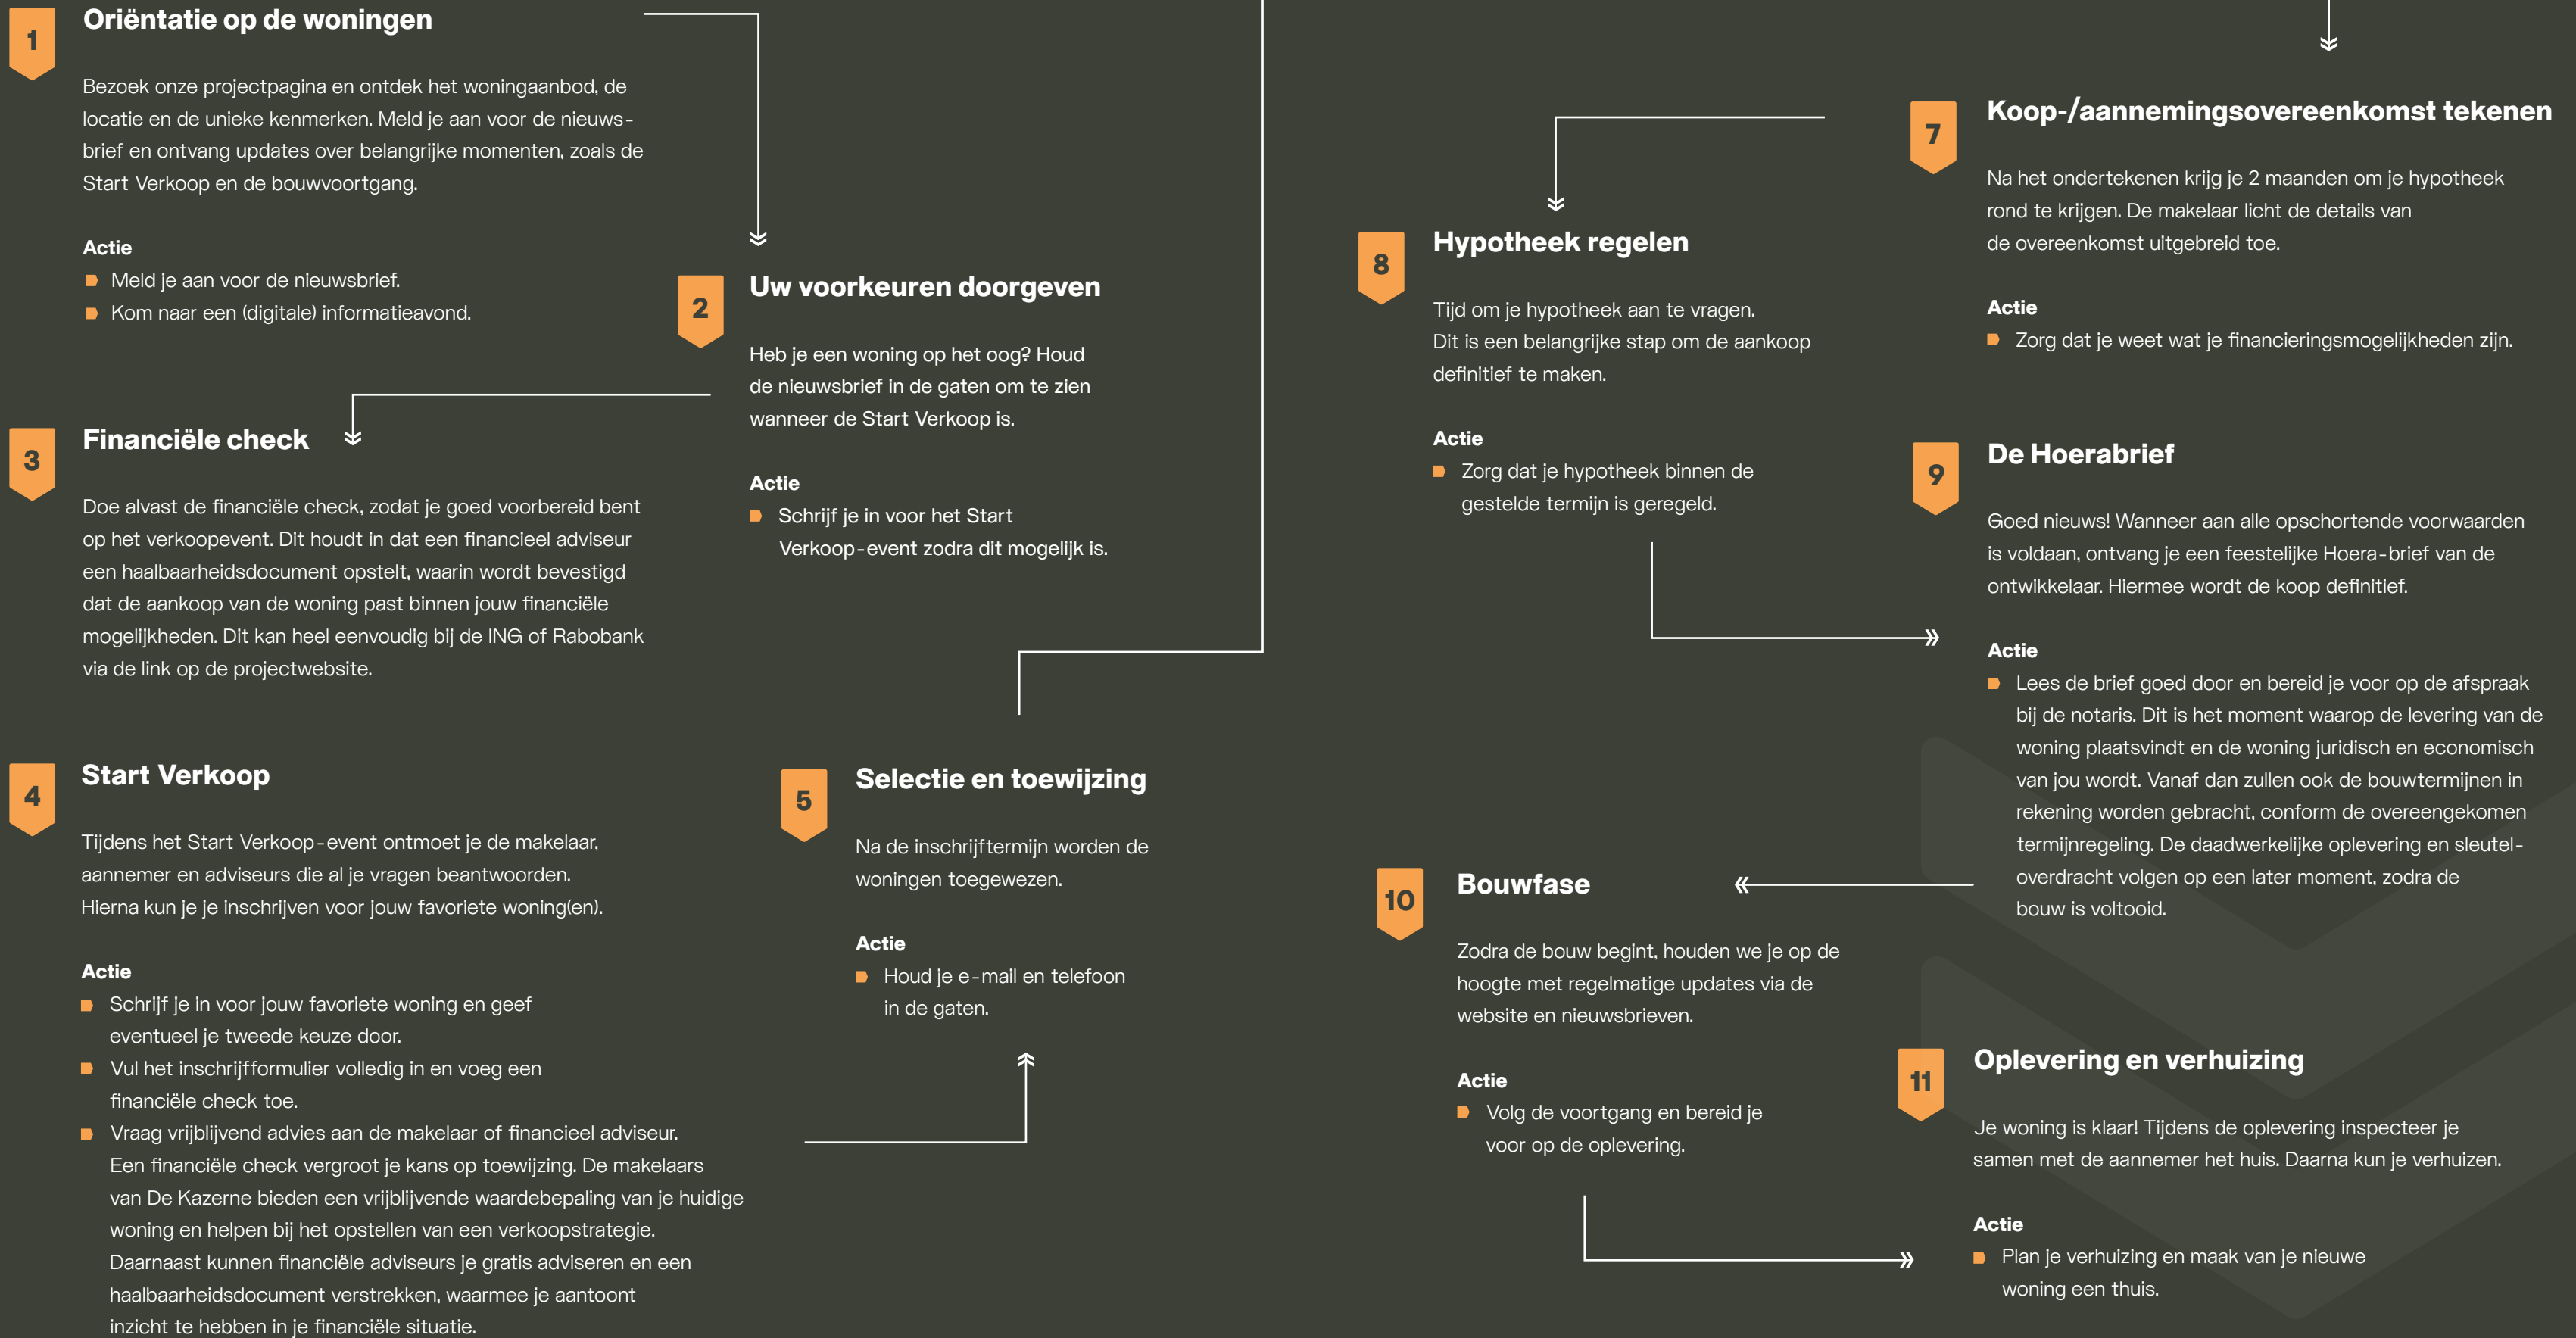 1
Oriëntatie op de woningen
Bezoek onze projectpagina en ontdek het woningaanbod, de
locatie en de unieke kenmerken. Meld je aan voor de nieuws-
brief en ontvang updates over belangrijke momenten, zoals de
Start Verkoop en de bouwvoortgang.
Actie
Meld je aan voor de nieuwsbrief.
Kom naar een (digitale) informatieavond.
2
Uw voorkeuren doorgeven
Heb je een woning op het oog? Houd
de nieuwsbrief in de gaten om te zien
wanneer de Start Verkoop is.
Actie
Schrijf je in voor het Start
Verkoop-event zodra dit mogelijk is.
3
Financiële check
Doe alvast de financiële check, zodat je goed voorbereid bent
op het verkoopevent. Dit houdt in dat een financieel adviseur
een haalbaarheidsdocument opstelt, waarin wordt bevestigd
dat de aankoop van de woning past binnen jouw financiële
mogelijkheden. Dit kan heel eenvoudig bij de ING of Rabobank
via de link op de projectwebsite.
4
Start Verkoop
Tijdens het Start Verkoop-event ontmoet je de makelaar,
aannemer en adviseurs die al je vragen beantwoorden.
Hierna kun je je inschrijven voor jouw favoriete woning(en).
Actie
Schrijf je in voor jouw favoriete woning en geef
eventueel je tweede keuze door.
Vul het inschrijfformulier volledig in en voeg een
financiële check toe.
Vraag vrijblijvend advies aan de makelaar of financieel adviseur.
Een financiële check vergroot je kans op toewijzing. De makelaars
van De Kazerne bieden een vrijblijvende waardebepaling van je huidige
woning en helpen bij het opstellen van een verkoopstrategie.
Daarnaast kunnen financiële adviseurs je gratis adviseren en een
haalbaarheidsdocument verstrekken, waarmee je aantoont
inzicht te hebben in je financiële situatie.
5
Selectie en toewijzing
Na de inschrijftermijn worden de
woningen toegewezen.
Actie
Houd je e-mail en telefoon
in de gaten.
7
Koop-/aannemingsovereenkomst tekenen
Na het ondertekenen krijg je 2 maanden om je hypotheek
rond te krijgen. De makelaar licht de details van
de overeenkomst uitgebreid toe.
Actie
Zorg dat je weet wat je financieringsmogelijkheden zijn.
8
Hypotheek regelen
Tijd om je hypotheek aan te vragen.
Dit is een belangrijke stap om de aankoop
definitief te maken.
Actie
Zorg dat je hypotheek binnen de
gestelde termijn is geregeld.
9
De Hoerabrief
Goed nieuws! Wanneer aan alle opschortende voorwaarden
is voldaan, ontvang je een feestelijke Hoera-brief van de
ontwikkelaar. Hiermee wordt de koop definitief.
Actie
Lees de brief goed door en bereid je voor op de afspraak
bij de notaris. Dit is het moment waarop de levering van de
woning plaatsvindt en de woning juridisch en economisch
van jou wordt. Vanaf dan zullen ook de bouwtermijnen in
rekening worden gebracht, conform de overeengekomen
termijnregeling. De daadwerkelijke oplevering en sleutel-
overdracht volgen op een later moment, zodra de
bouw is voltooid.
10
Bouwfase
Zodra de bouw begint, houden we je op de
hoogte met regelmatige updates via de
website en nieuwsbrieven.
Actie
Volg de voortgang en bereid je
voor op de oplevering.
11
Oplevering en verhuizing
Je woning is klaar! Tijdens de oplevering inspecteer je
samen met de aannemer het huis. Daarna kun je verhuizen.
Actie
Plan je verhuizing en maak van je nieuwe
woning een thuis.